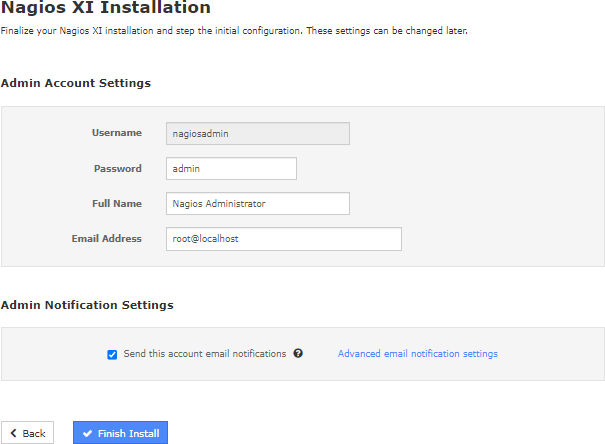 Nagios XI Installation
Finalize your Nagios XI installation and step the initial configuration. These settings can be changed later.
Admin Account Settings
Username nagiosadmin
Password admin
Full Name Nagios Administrator
Email Address root@localhost
Admin Notification Settings
Send this account email notifications Advanced email notification settings
Back Finish Install